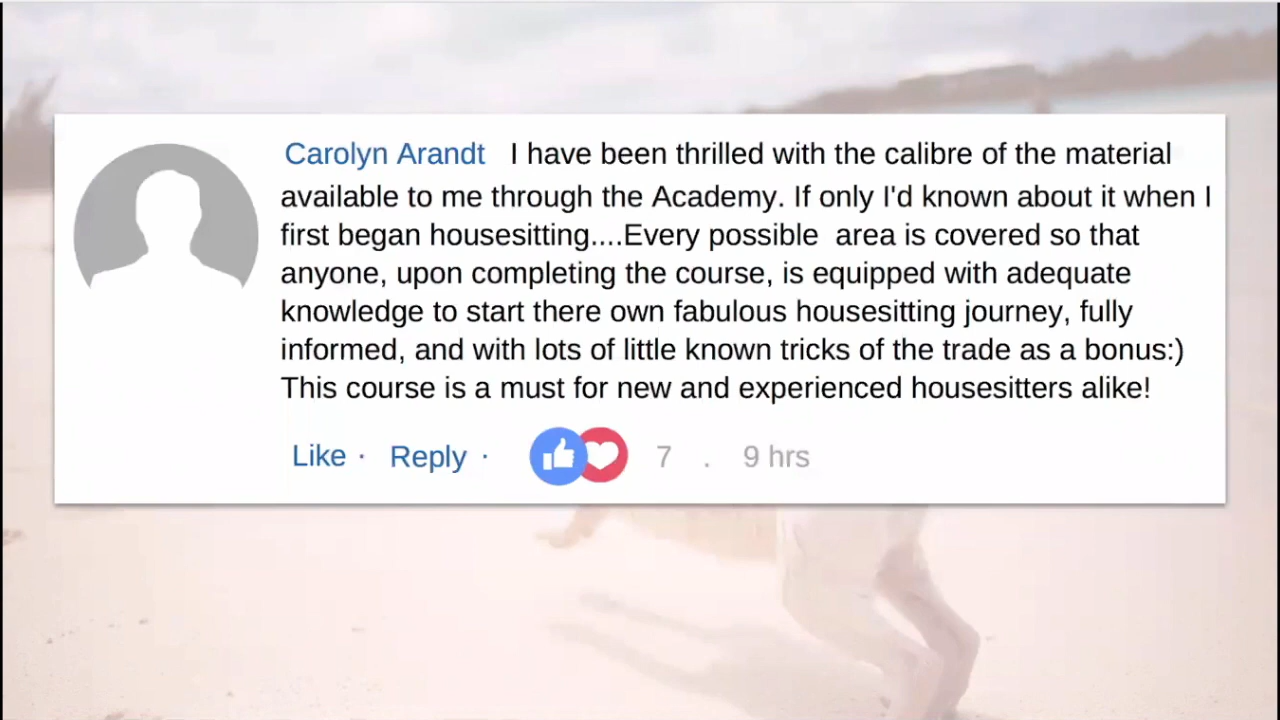 Carolyn Arandt I have been thrilled with the calibre of the material
available to me through the Academy. If only I'd known about it when I
first began housesitting....Every possible  area is covered so that
anyone, upon completing the course, is equipped with adequate
knowledge to start there own fabulous housesitting journey, fully
informed, and with lots of little known tricks of the trade as a bonus:)
This course is a must for new and experienced housesitters alike!
Like · Reply · 7 . 9 hrs